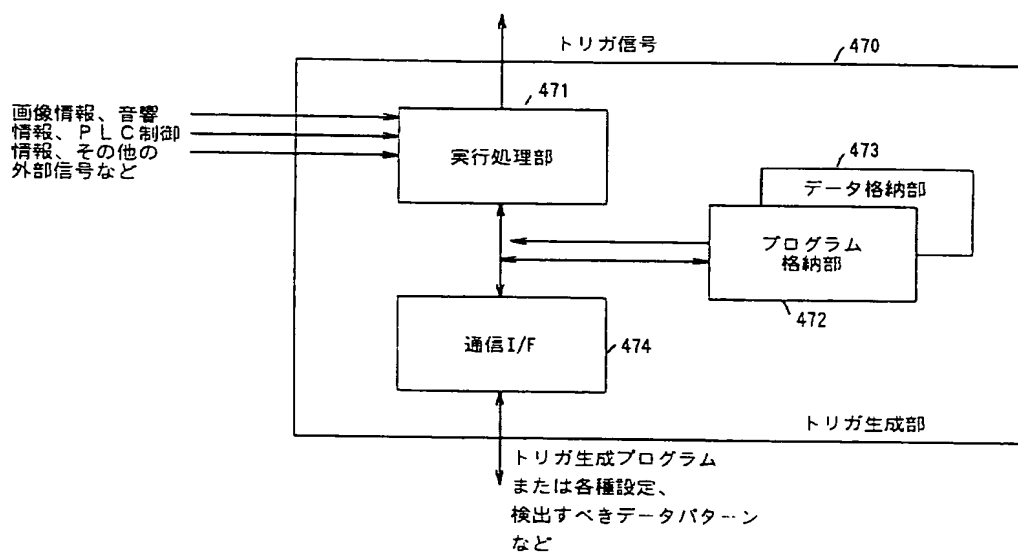 トリガ信号
470
471
画像情報、音響
情報、PLC制御
情報、その他の
外部信号など
実行処理部
473
データ格納部
プログラム
格納部
472
通信I/F
474
トリガ生成部
トリガ生成プログラム
または各種設定、
検出すべきデータパターン
など